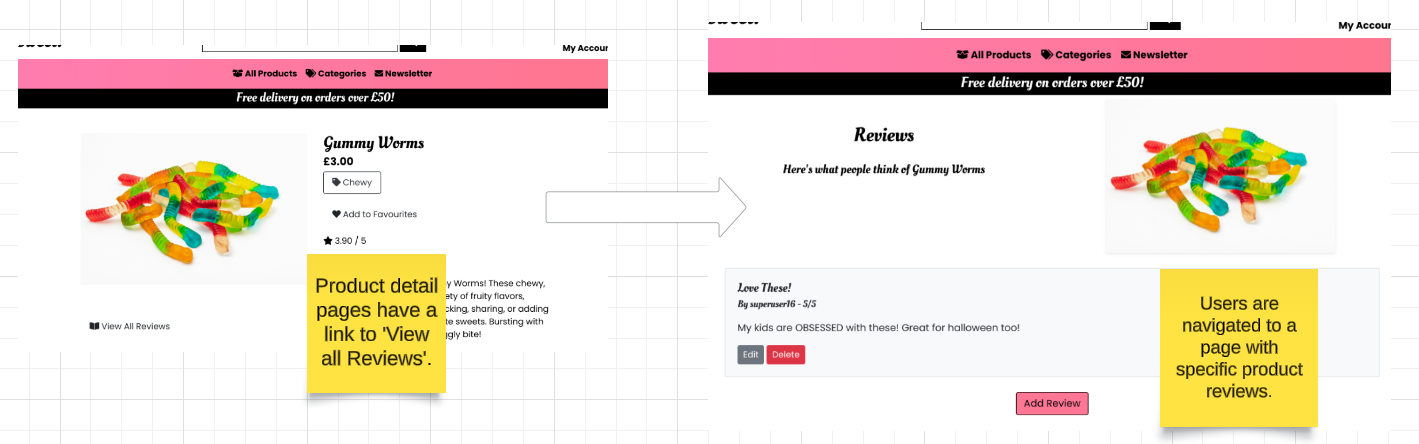 My Accour
All Products Categories Newsletter
Free delivery on orders over £50!
Gummy Worms
£3.00
Chewy
Add to Favourites
3.90 / 5
y Worms! These chewy,
ety of fruity flavors,
cking, sharing, or adding
te sweets. Bursting with
ggly bite!
View All Reviews
Product detail
pages have a
link to 'View
all Reviews'.
My Accour
All Products Categories Newsletter
Free delivery on orders over £50!
Reviews
Here's what people think of Gummy Worms
Love These!
By superuser16 - 5/5
My kids are OBSESSED with these! Great for halloween too!
Edit Delete
Add Review
Users are
navigated to a
page with
specific product
reviews.